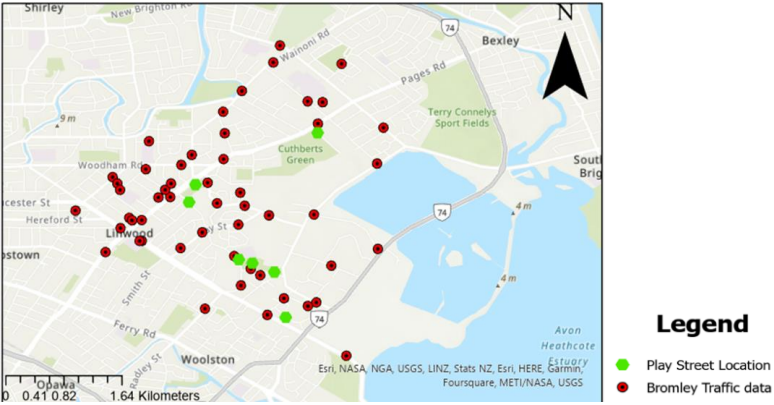 Shirley
New Brighton Rd
N
74
Wainoni Rd
Bexley
Pages Rd
9 m
Terry Connelys
Sport Fields
Cuthberts
Green
Woodham Rd
South
Brig
ucester St
Hereford St
74
4 m
Linwood
y St
pstown
4 m
Smith St
74
Ferry Rd
Avon
Heathcote
Estuary
Legend
Woolston
Radley St
Esri, NASA, NGA, USGS, LINZ, Stats NZ, Esri, HERE, Garmin,
Foursquare, METI/NASA, USGS
Play Street Location
Opawa
Bromley Traffic data
0 0.41 0.82 1.64 Kilometers